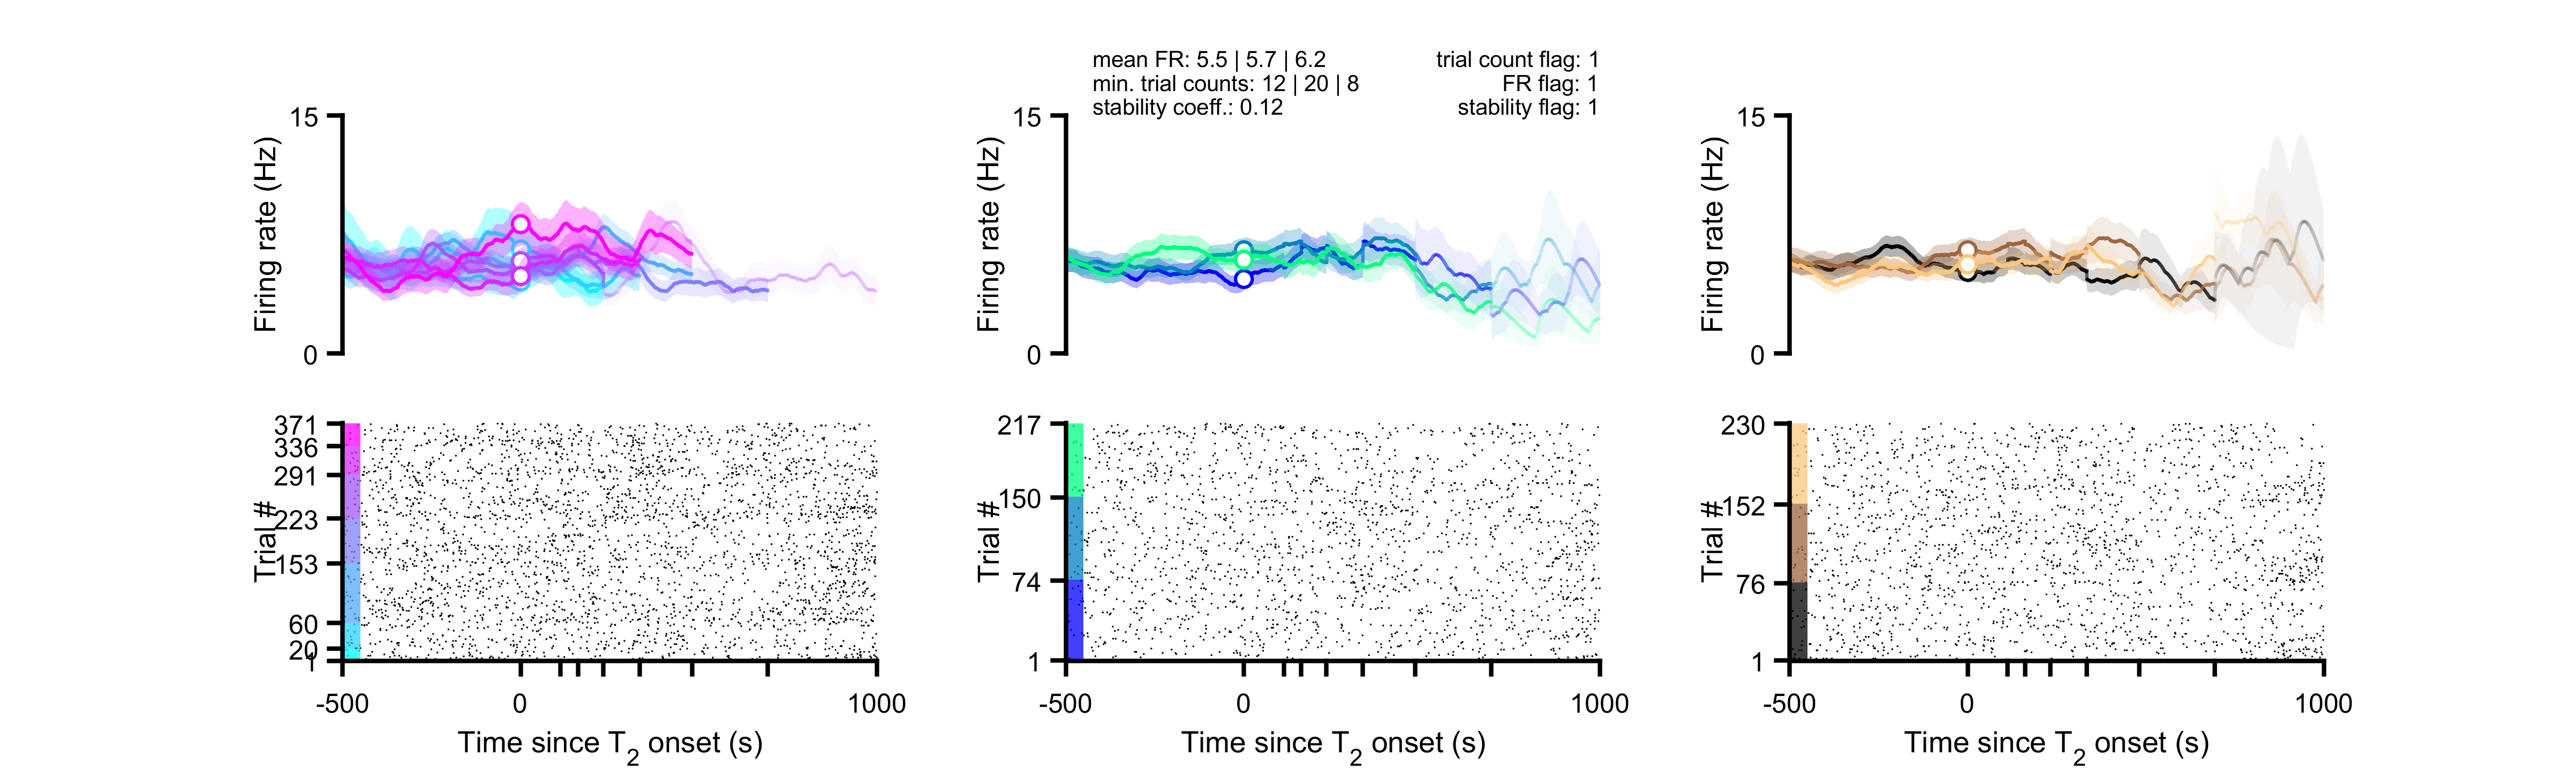 mean FR: 5.5 | 5.7 | 6.2
min. trial counts: 12 | 20 | 8
stability coeff.: 0.12
trial count flag: 1
FR flag: 1
stability flag: 1
Firing rate (Hz)
15
0
Firing rate (Hz)
15
0
Firing rate (Hz)
15
0
Trial #
371
336
291
223
153
60
20
1
-500
0
1000
Time since T2 onset (s)
Trial #
217
150
74
1
-500
0
1000
Time since T2 onset (s)
Trial #
230
152
76
1
-500
0
1000
Time since T2 onset (s)